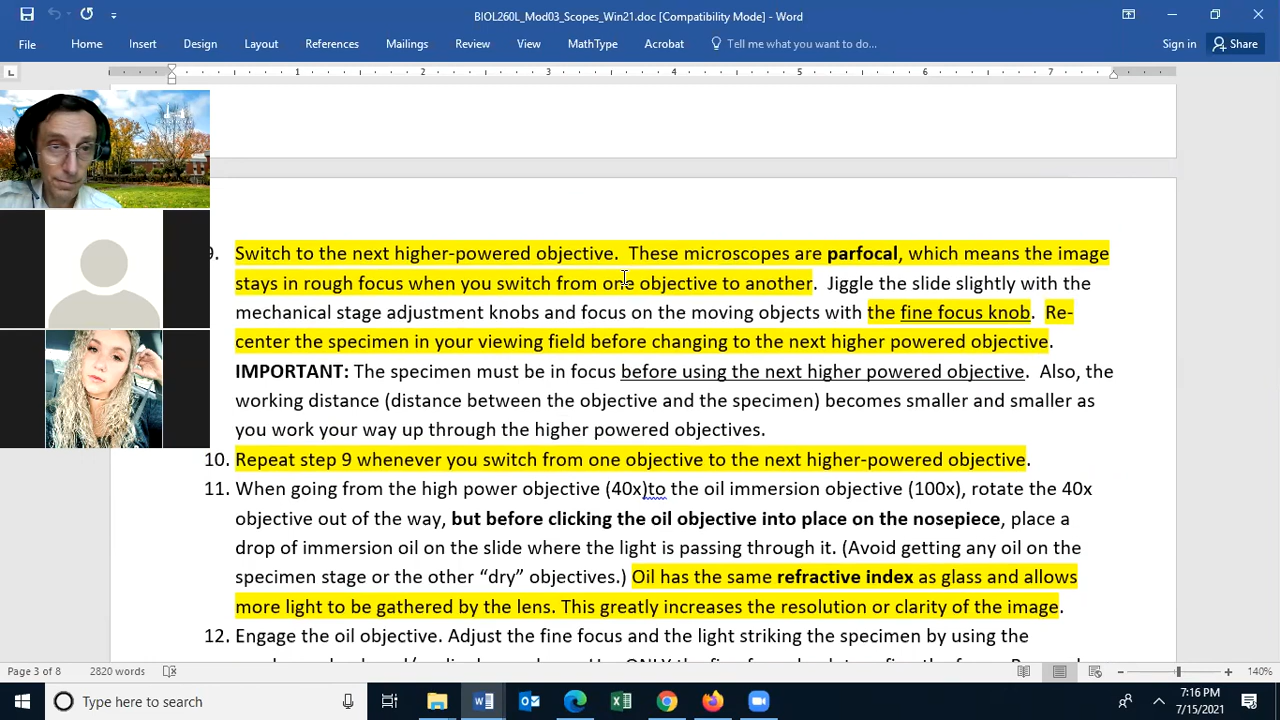 BIOL260L_Mod03_Scopes_Win21.doc [Compatibility Mode] - Word
File Home Insert Design Layout References Mailings Review View MathType Acrobat Tell me what you want to do... Sign in Share
1 2 3 4 5 6 7
9. Switch to the next higher-powered objective. These microscopes are parfocal, which means the image
stays in rough focus when you switch from one objective to another. Jiggle the slide slightly with the
mechanical stage adjustment knobs and focus on the moving objects with the fine focus knob. Re-
center the specimen in your viewing field before changing to the next higher powered objective.
IMPORTANT: The specimen must be in focus before using the next higher powered objective. Also, the
working distance (distance between the objective and the specimen) becomes smaller and smaller as
you work your way up through the higher powered objectives.
10. Repeat step 9 whenever you switch from one objective to the next higher-powered objective.
11. When going from the high power objective (40x)to the oil immersion objective (100x), rotate the 40x
objective out of the way, but before clicking the oil objective into place on the nosepiece, place a
drop of immersion oil on the slide where the light is passing through it. (Avoid getting any oil on the
specimen stage or the other “dry” objectives.) Oil has the same refractive index as glass and allows
more light to be gathered by the lens. This greatly increases the resolution or clarity of the image.
12. Engage the oil objective. Adjust the fine focus and the light striking the specimen by using the
Page 3 of 8 2820 words 140%
Type here to search
7:16 PM
7/15/2021